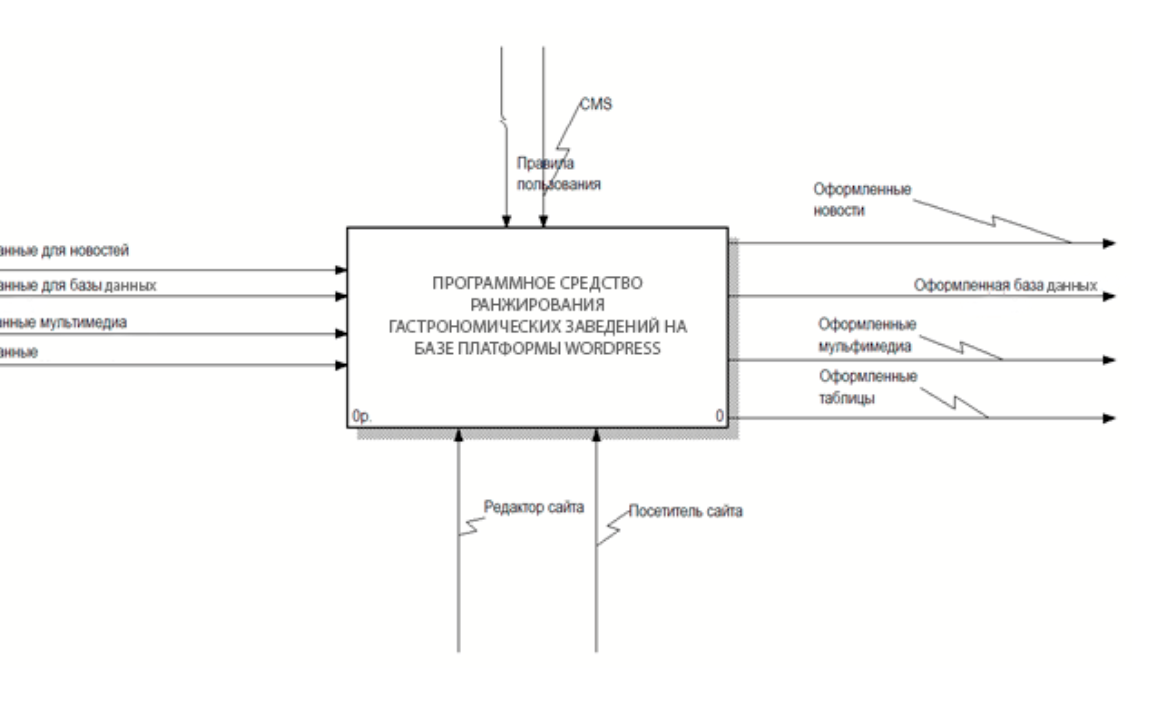 CMS
Правила
пользования
Оформленные
новости
анные для новостей
анные для базы данных
Оформленная база данных
анные мультимедиа
анные
ПРОГРАММНОЕ СРЕДСТВО
РАНЖИРОВАНИЯ
ГАСТРОНОМИЧЕСКИХ ЗАВЕДЕНИЙ НА
БАЗЕ ПЛАТФОРМЫ WORDPRESS
0р.
0
Оформленные
мульфимедиа
Оформленные
таблицы
Редактор сайта
Посетитель сайта